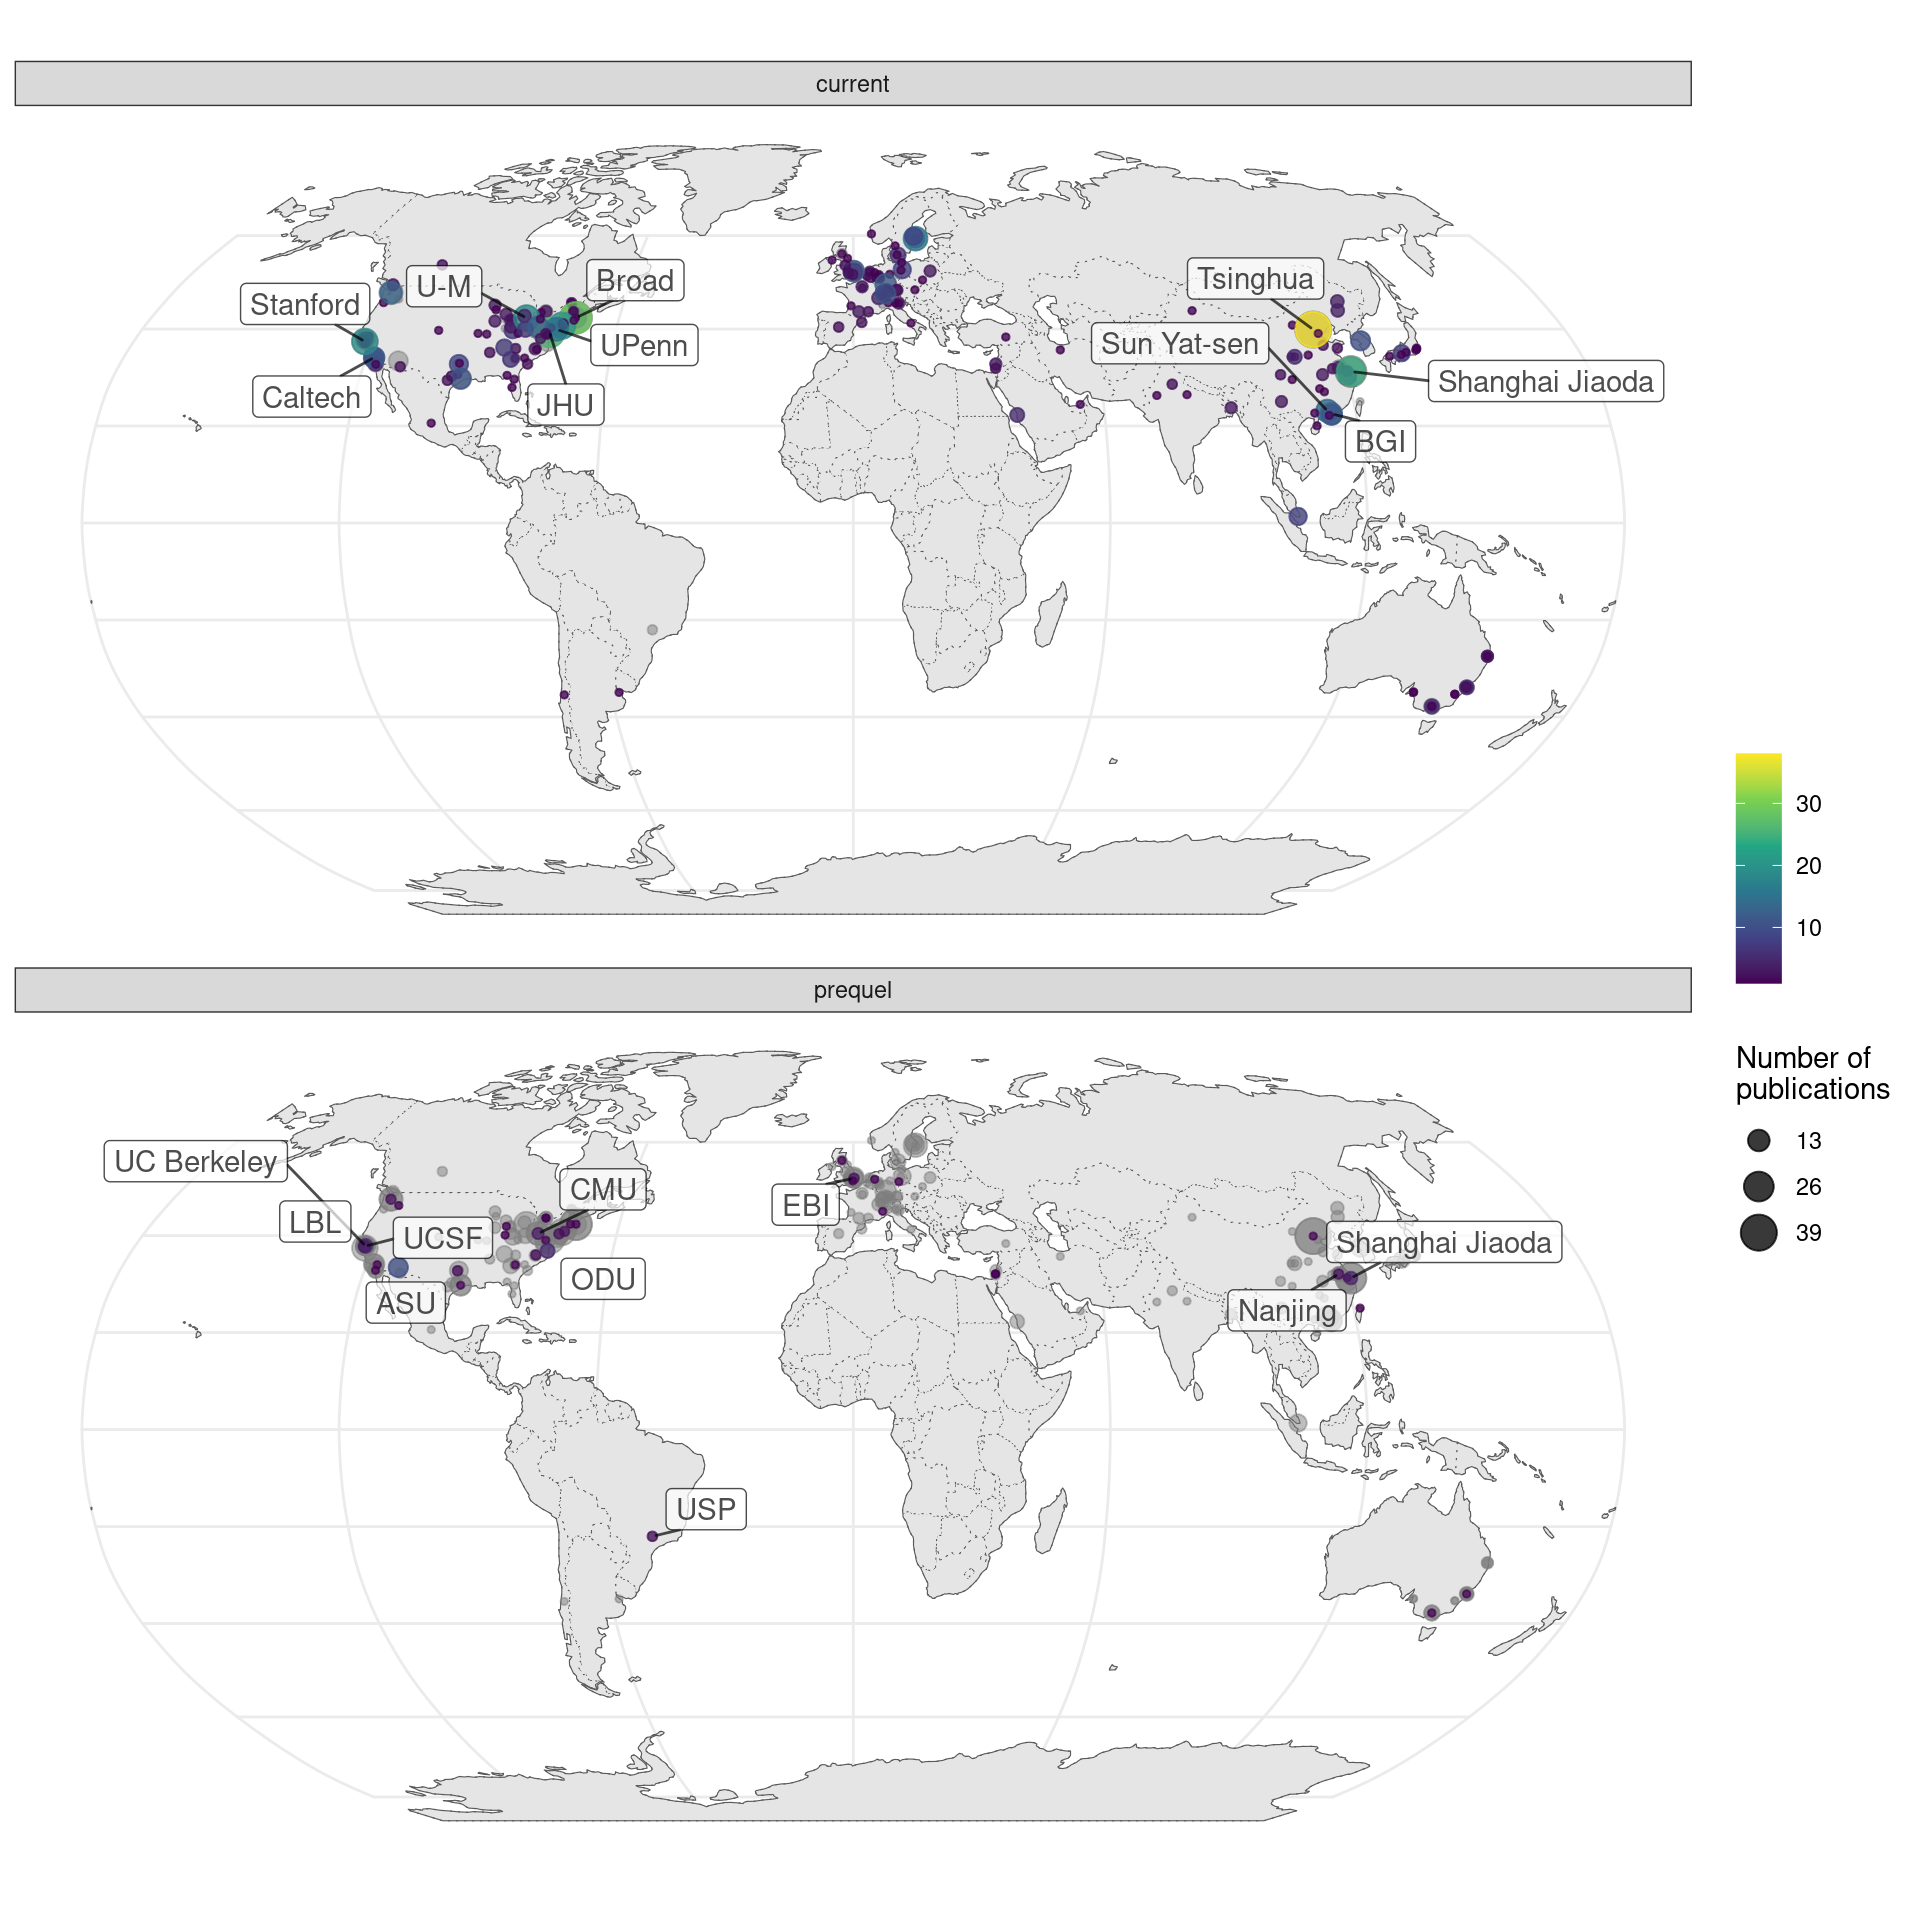 current
U-M
Broad
Stanford
UPenn
Caltech
JHU
Tsinghua
Sun Yat-sen
Shanghai Jiaoda
BGI
30
20
10
prequel
Number of
publications
13
26
39
UC Berkeley
CMU
LBL
UCSF
EBI
ODU
ASU
Shanghai Jiaoda
Nanjing
USP